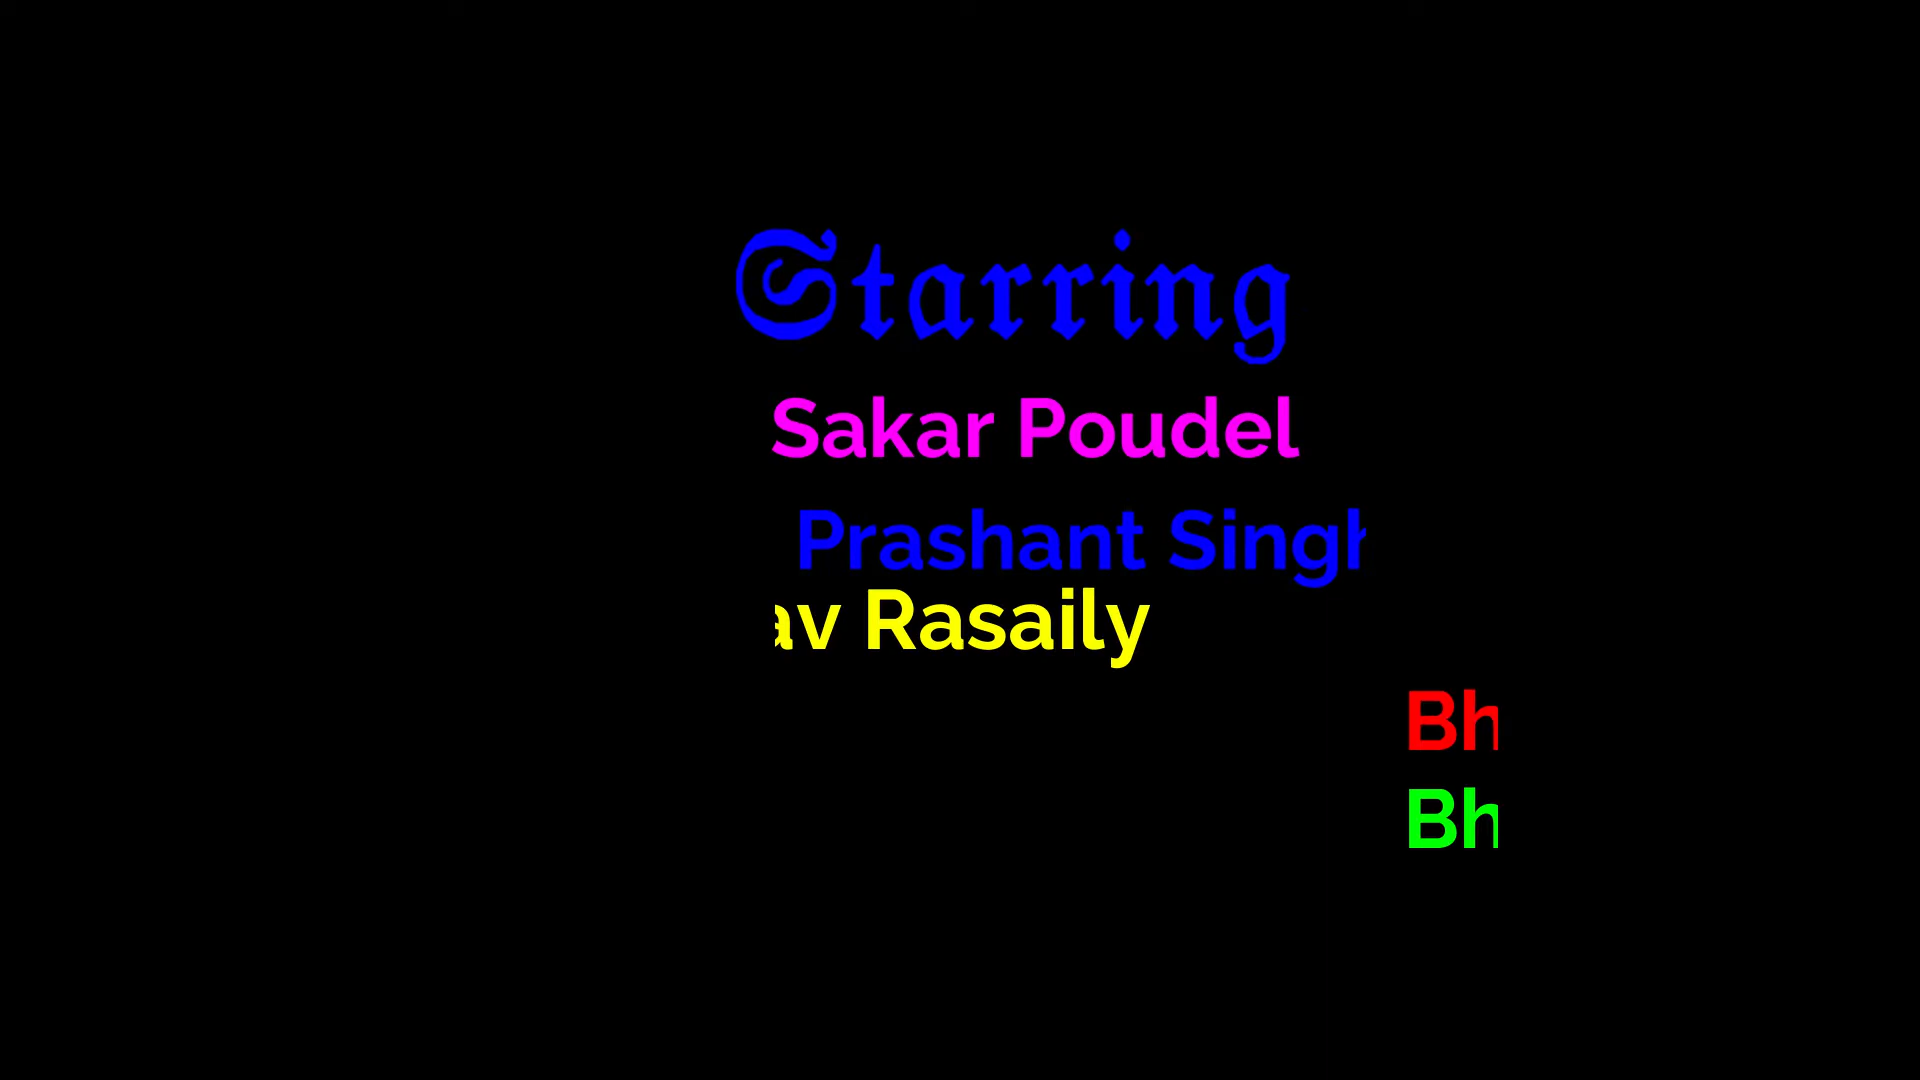 Starring
Sakar Poudel
Prashant Singh
av Rasaily
Bh
Bh